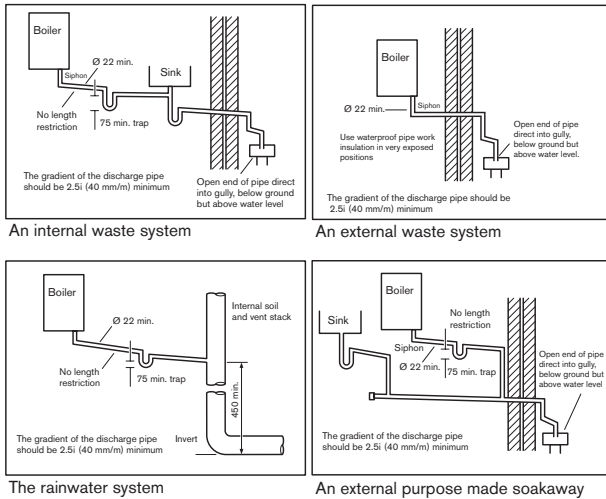 Boiler
Ø 22 min.
Siphon
Sink
No length
restriction
75 min. trap
The gradient of the discharge pipe
should be 2.5i (40 mm/m) minimum
Open end of pipe direct
into gully, below ground
but above water level
An internal waste system
Boiler
Ø 22 min.
Siphon
Use waterproof pipe work
insulation in very exposed
positions
Open end of pipe
direct into gully,
below ground but
above water level.
The gradient of the discharge pipe should be
2.5i (40 mm/m) minimum
An external waste system
Boiler
Ø 22 min.
No length
restriction
75 min. trap
Internal soil
and vent stack
450 min.
Invert
The gradient of the discharge pipe
should be 2.5i (40 mm/m) minimum
The rainwater system
Sink
Boiler
No length
restriction
Siphon
Ø 22 min.
75 min. trap
Open end of pipe
direct into gully,
below ground but
above water level
The gradient of the discharge pipe
should be 2.5i (40 mm/m) minimum
An external purpose made soakaway